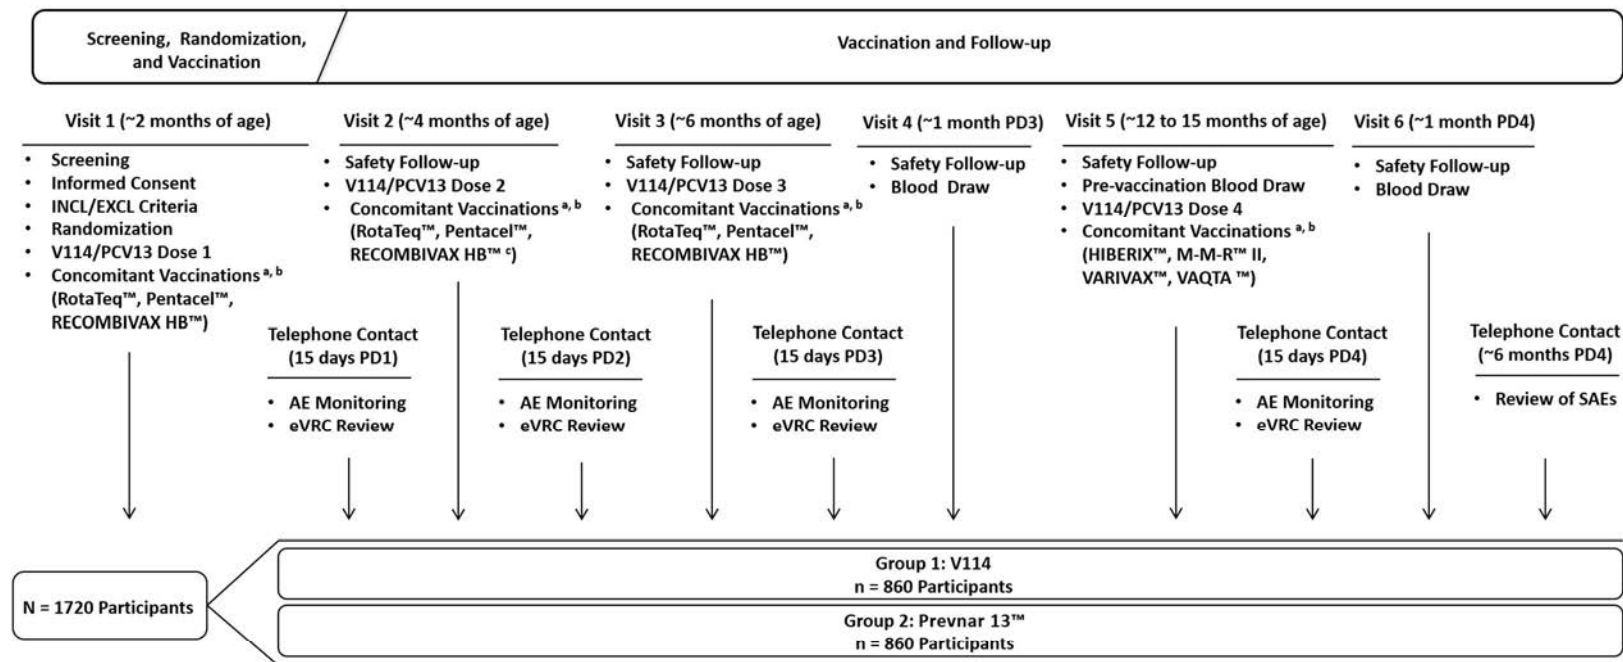 Screening, Randomization,
and Vaccination
Vaccination and Follow-up
Visit 1 (~2 months of age)
• Screening
• Informed Consent
• INCL/EXCL Criteria
• Randomization
• V114/PCV13 Dose 1
• Concomitant Vaccinations a, b
(RotaTeq™, Pentacel™,
RECOMBIVAX HB™)
Visit 2 (~4 months of age)
• Safety Follow-up
• V114/PCV13 Dose 2
• Concomitant Vaccinations a, b
(RotaTeq™, Pentacel™,
RECOMBIVAX HB™ c)
Visit 3 (~6 months of age)
• Safety Follow-up
• V114/PCV13 Dose 3
• Concomitant Vaccinations a, b
(RotaTeq™, Pentacel™,
RECOMBIVAX HB™)
Visit 4 (~1 month PD3)
• Safety Follow-up
• Blood Draw
Visit 5 (~12 to 15 months of age)
• Safety Follow-up
• Pre-vaccination Blood Draw
• V114/PCV13 Dose 4
• Concomitant Vaccinations a, b
(HIBERIX™, M-M-R™ II,
VARIVAX™, VAQTA ™)
Visit 6 (~1 month PD4)
• Safety Follow-up
• Blood Draw
Telephone Contact
(15 days PD1)
• AE Monitoring
• eVRC Review
Telephone Contact
(15 days PD2)
• AE Monitoring
• eVRC Review
Telephone Contact
(15 days PD3)
• AE Monitoring
• eVRC Review
Telephone Contact
(15 days PD4)
• AE Monitoring
• eVRC Review
Telephone Contact
(~6 months PD4)
• Review of SAEs
N = 1720 Participants
Group 1: V114
n = 860 Participants
Group 2: Prevnar 13™
n = 860 Participants